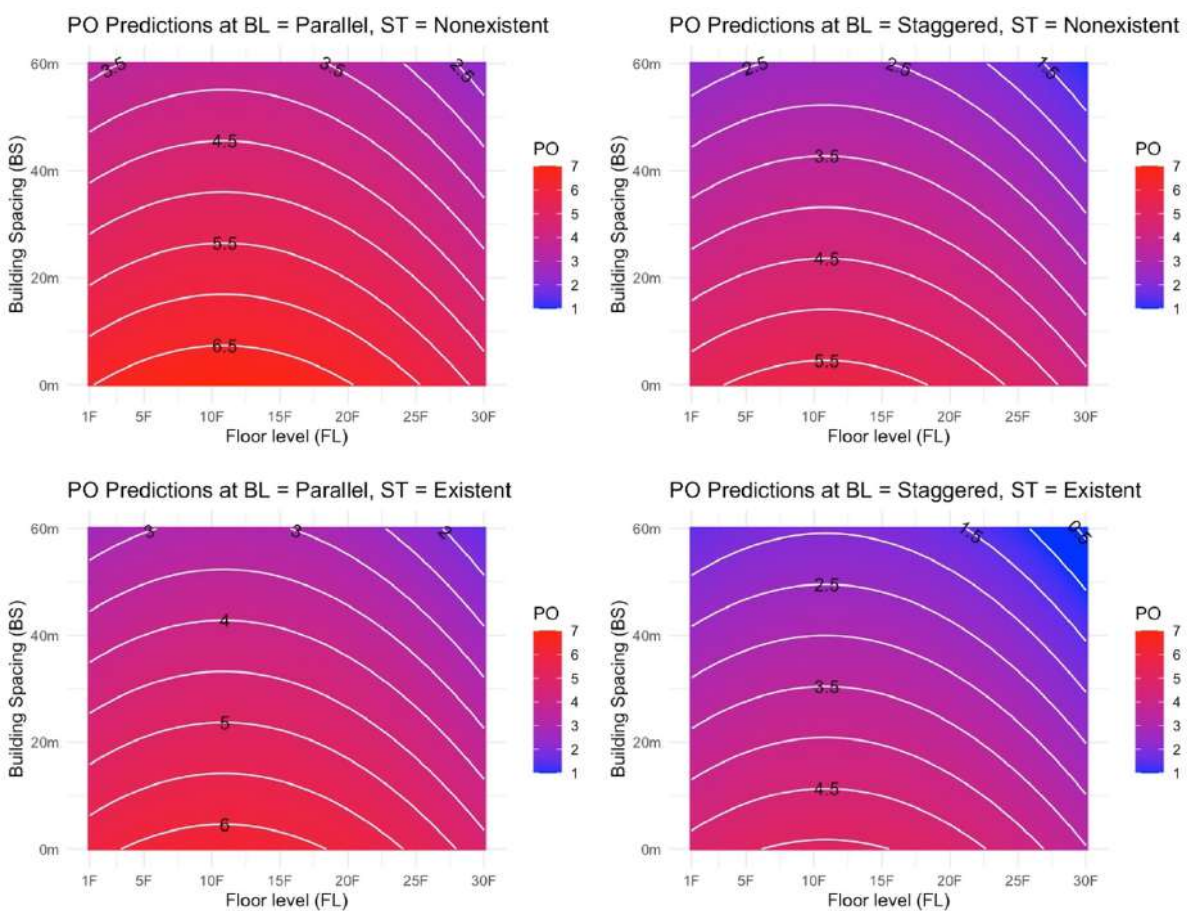 PO Predictions at BL = Parallel, ST = Nonexistent
60m
40m
20m
0m
Building Spacing (BS)
3.5
3.5
2.5
4.5
5.5
6.5
1F
5F
10F
15F
20F
25F
30F
Floor level (FL)
PO
7
6
5
4
3
2
1
PO Predictions at BL = Staggered, ST = Nonexistent
60m
40m
20m
0m
Building Spacing (BS)
2.5
2.5
1.5
3.5
4.5
5.5
1F
5F
10F
15F
20F
25F
30F
Floor level (FL)
PO
7
6
5
4
3
2
1
PO Predictions at BL = Parallel, ST = Existent
60m
40m
20m
0m
Building Spacing (BS)
3
3
2
4
5
6
1F
5F
10F
15F
20F
25F
30F
Floor level (FL)
PO
7
6
5
4
3
2
1
PO Predictions at BL = Staggered, ST = Existent
60m
40m
20m
0m
Building Spacing (BS)
1.5
0.5
2.5
3.5
4.5
1F
5F
10F
15F
20F
25F
30F
Floor level (FL)
PO
7
6
5
4
3
2
1